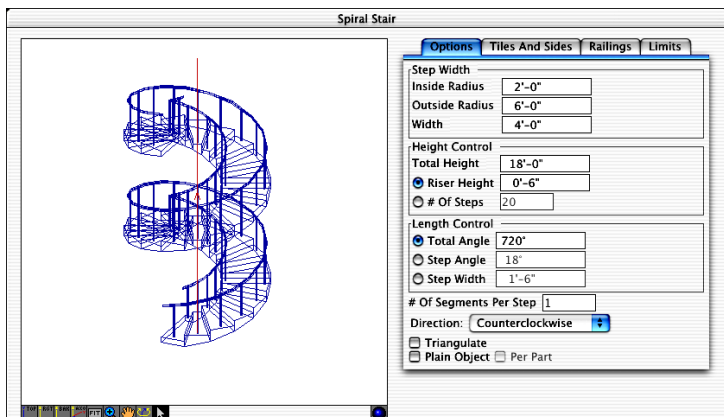 Spiral Stair
Options Tiles And Sides Railings Limits
Step Width
Inside Radius 2'-0"
Outside Radius 6'-0"
Width 4'-0"
Height Control
Total Height 18'-0"
Riser Height 0'-6"
# Of Steps 20
Length Control
Total Angle 720°
Step Angle 18°
Step Width 1'-6"
# Of Segments Per Step 1
Direction: Counterclockwise
Triangulate
Plain Object Per Part
TOP FIT